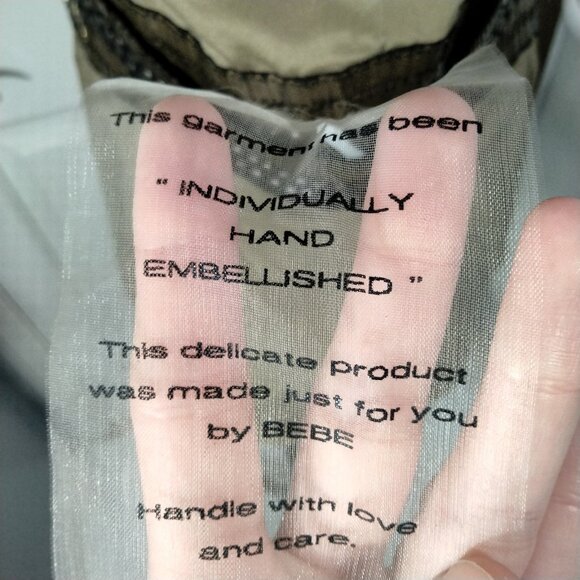 This garment has been
" INDIVIDUALLY
HAND
EMBELLISHED "
This delicate product
was made just for you
by BEBE
Handle with love
and care.